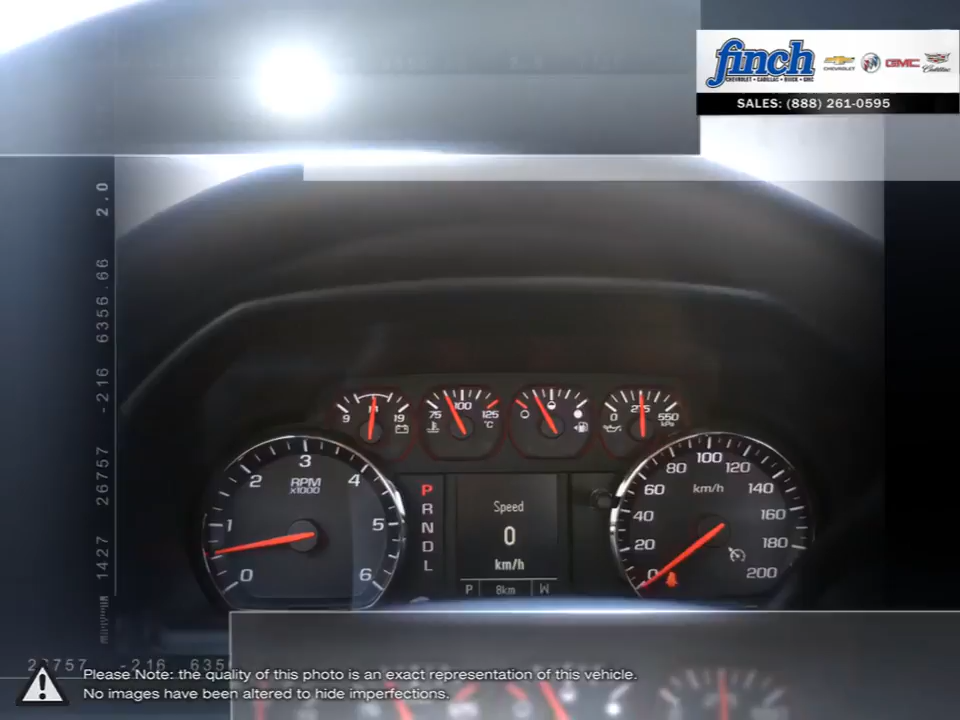 finch
CHEVROLET • CADILLAC • BUICK • GMC
CHEVROLET
GMC
Cadillac
SALES: (888) 261-0595
1427 26757 -216 6356.66 2.0
9 19
75 100 125 °C
0 275 550 kPa
0 1 2 3 4 5 6
RPM
x1000
P
R
N
D
L
Speed
0
km/h
P 8km W
0 20 40 60 80 100 120 140 160 180 200
km/h
-216
Please Note: the quality of this photo is an exact representation of this vehicle.
No images have been altered to hide imperfections.